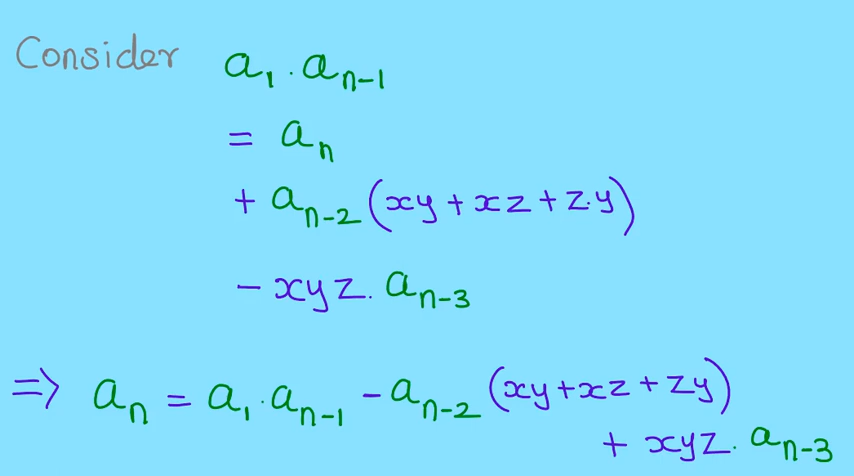 Consider a₁ . aₙ₋₁
= aₙ
+ aₙ₋₂ (xy + xz + z.y)
- xyz. aₙ₋₃
⇒ aₙ = a₁ . aₙ₋₁ - aₙ₋₂ (xy + xz + zy)
+ xyz. aₙ₋₃